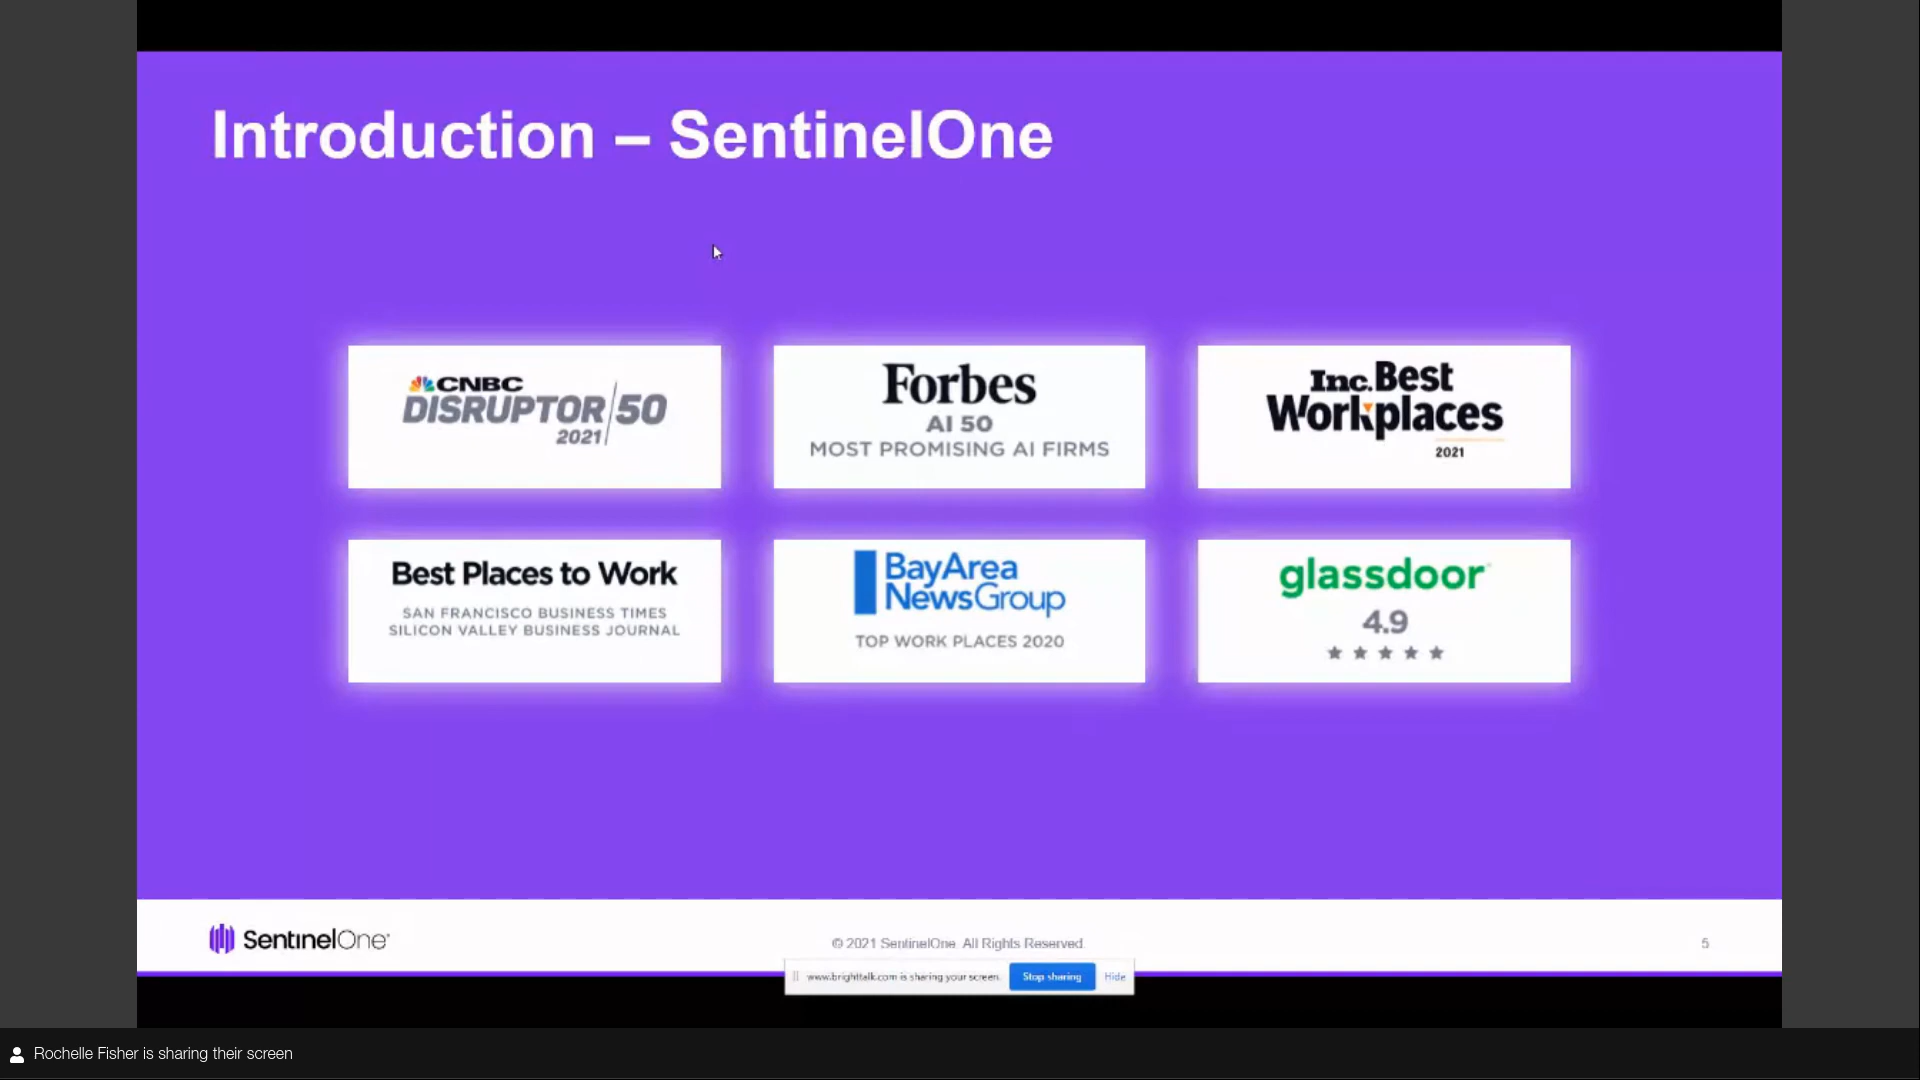 Introduction – SentinelOne
CNBC
DISRUPTOR 50
2021
Forbes
AI 50
MOST PROMISING AI FIRMS
Inc. Best
Workplaces
2021
Best Places to Work
SAN FRANCISCO BUSINESS TIMES
SILICON VALLEY BUSINESS JOURNAL
BayArea
NewsGroup
TOP WORK PLACES 2020
glassdoor
4.9
SentinelOne
© 2021 SentinelOne. All Rights Reserved.
5
www.brighttalk.com is sharing your screen.
Stop sharing
Hide
Rochelle Fisher is sharing their screen